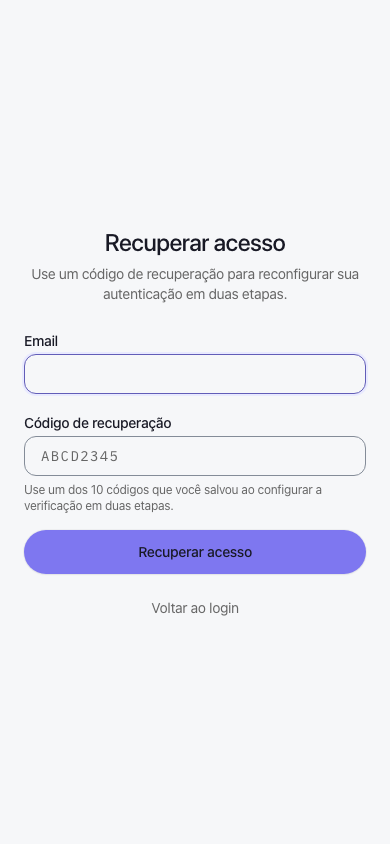 Recuperar acesso
Use um código de recuperação para reconfigurar sua
autenticação em duas etapas.
Email
Código de recuperação
ABCD2345
Use um dos 10 códigos que você salvou ao configurar a
verificação em duas etapas.
Recuperar acesso
Voltar ao login